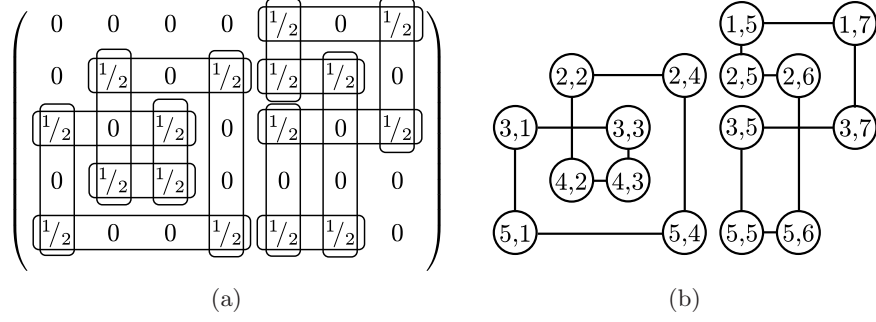 0 0 0 0 1/2 0 1/2
0 1/2 0 1/2 1/2 1/2 0
1/2 0 1/2 0 1/2 0 1/2
0 1/2 1/2 0 0 0 0
1/2 0 0 1/2 1/2 1/2 0
(a)
1,5 1,7
2,2 2,4 2,5 2,6
3,1 3,3 3,5 3,7
4,2 4,3
5,1 5,4 5,5 5,6
(b)